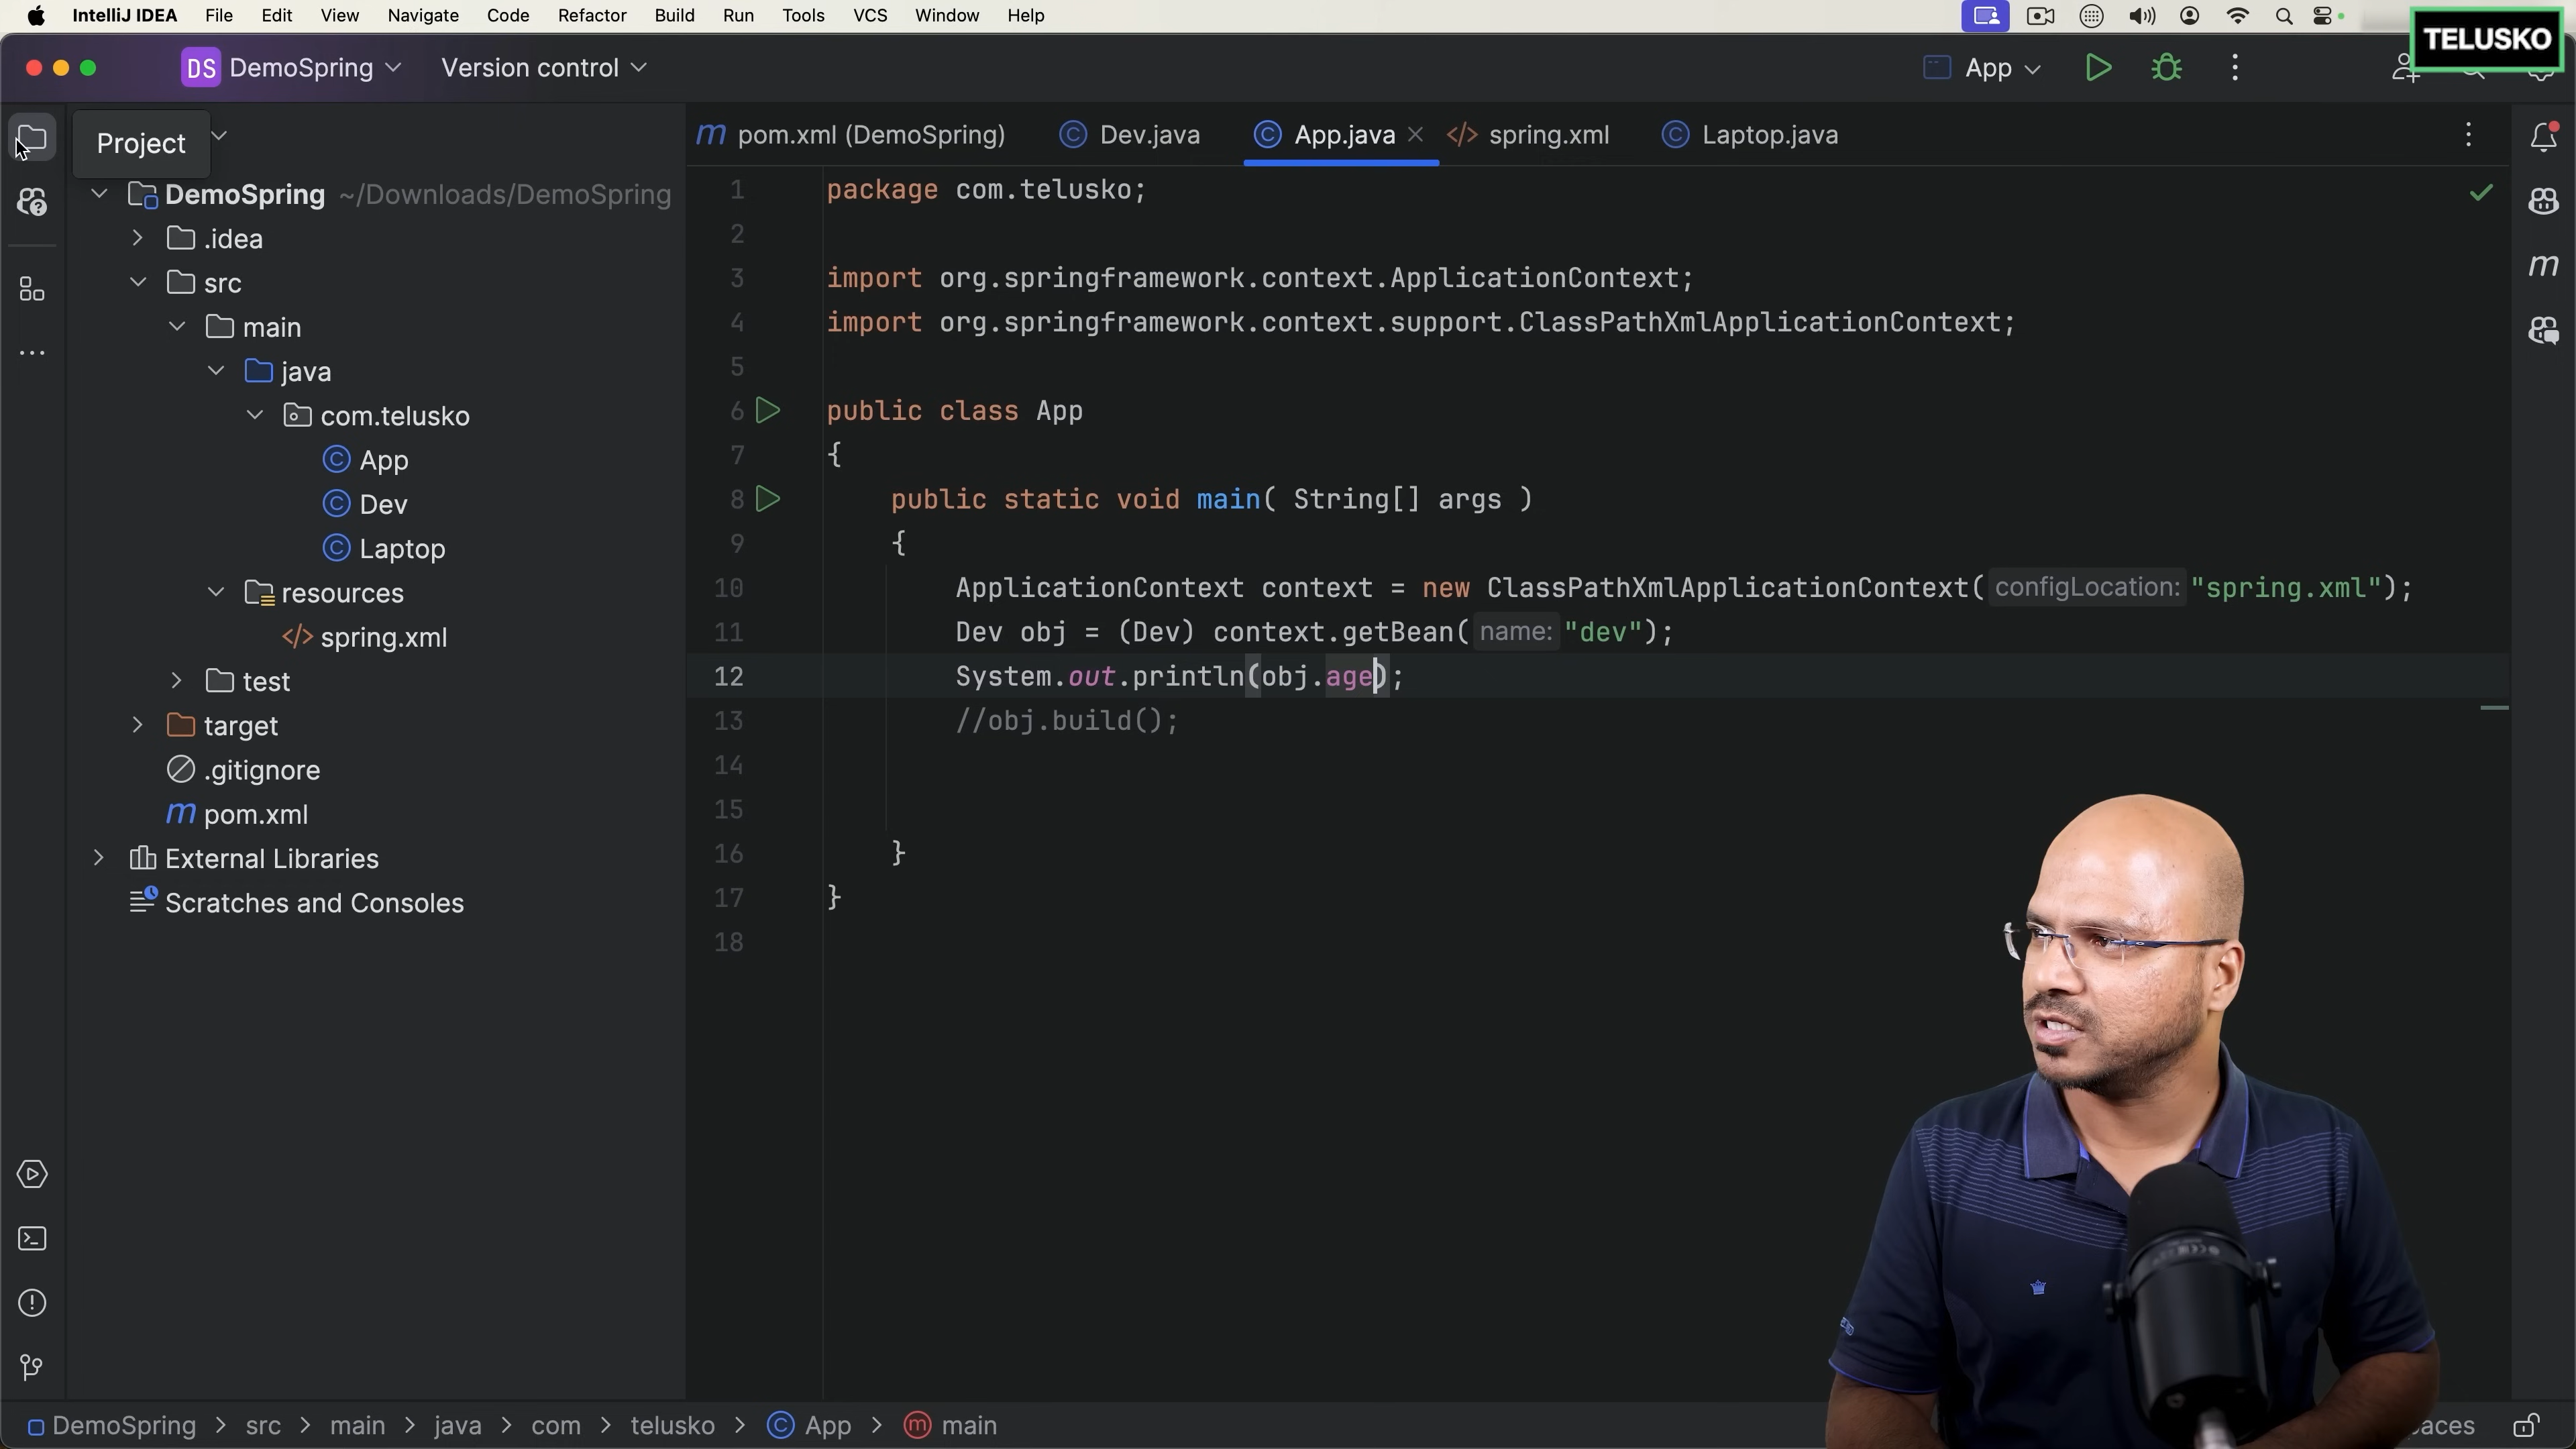 IntelliJ IDEA File Edit View Navigate Code Refactor Build Run Tools VCS Window Help
TELUSKO
DS DemoSpring Version control App
Project
pom.xml (DemoSpring) Dev.java App.java spring.xml Laptop.java
DemoSpring ~/Downloads/DemoSpring
.idea
src
main
java
com.telusko
App
Dev
Laptop
resources
spring.xml
test
target
.gitignore
pom.xml
External Libraries
Scratches and Consoles
1 package com.telusko;
2
3 import org.springframework.context.ApplicationContext;
4 import org.springframework.context.support.ClassPathXmlApplicationContext;
5
6 public class App
7 {
8 public static void main( String[] args )
9 {
10 ApplicationContext context = new ClassPathXmlApplicationContext( configLocation: "spring.xml");
11 Dev obj = (Dev) context.getBean( name: "dev");
12 System.out.println(obj.age);
13 //obj.build();
14
15
16 }
17 }
18
DemoSpring > src > main > java > com > telusko > App > main